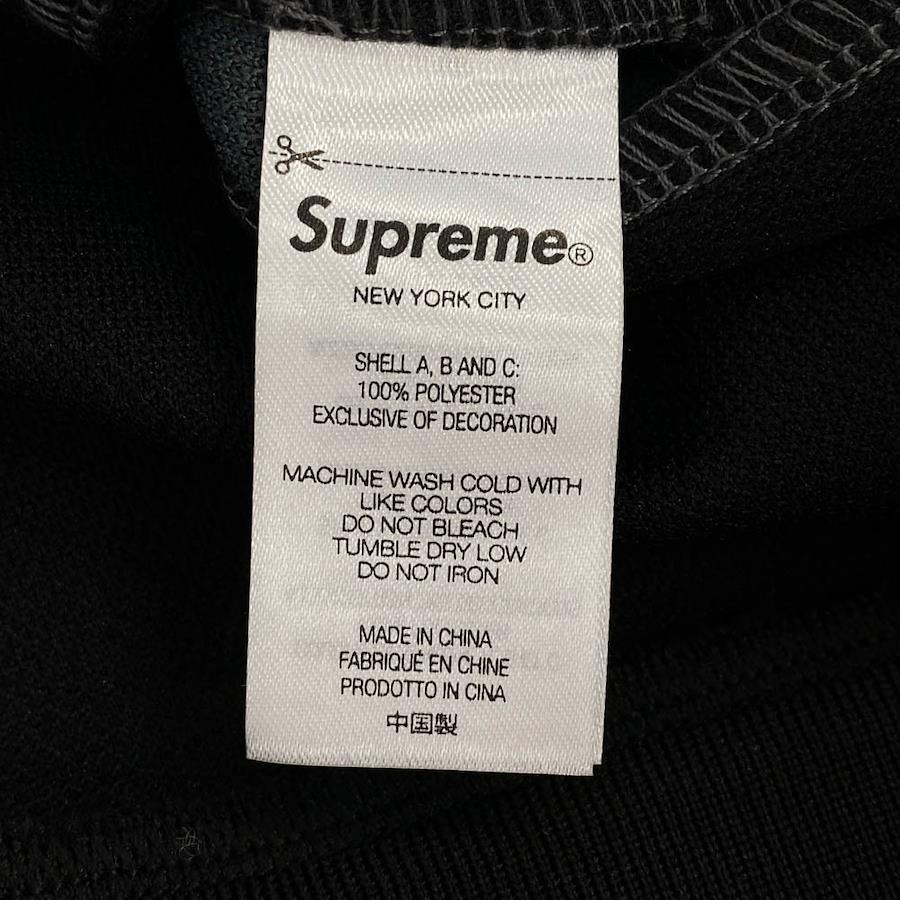 Supreme®
NEW YORK CITY
SHELL A, B AND C:
100% POLYESTER
EXCLUSIVE OF DECORATION
MACHINE WASH COLD WITH
LIKE COLORS
DO NOT BLEACH
TUMBLE DRY LOW
DO NOT IRON
MADE IN CHINA
FABRIQUÉ EN CHINE
PRODOTTO IN CINA
中国製